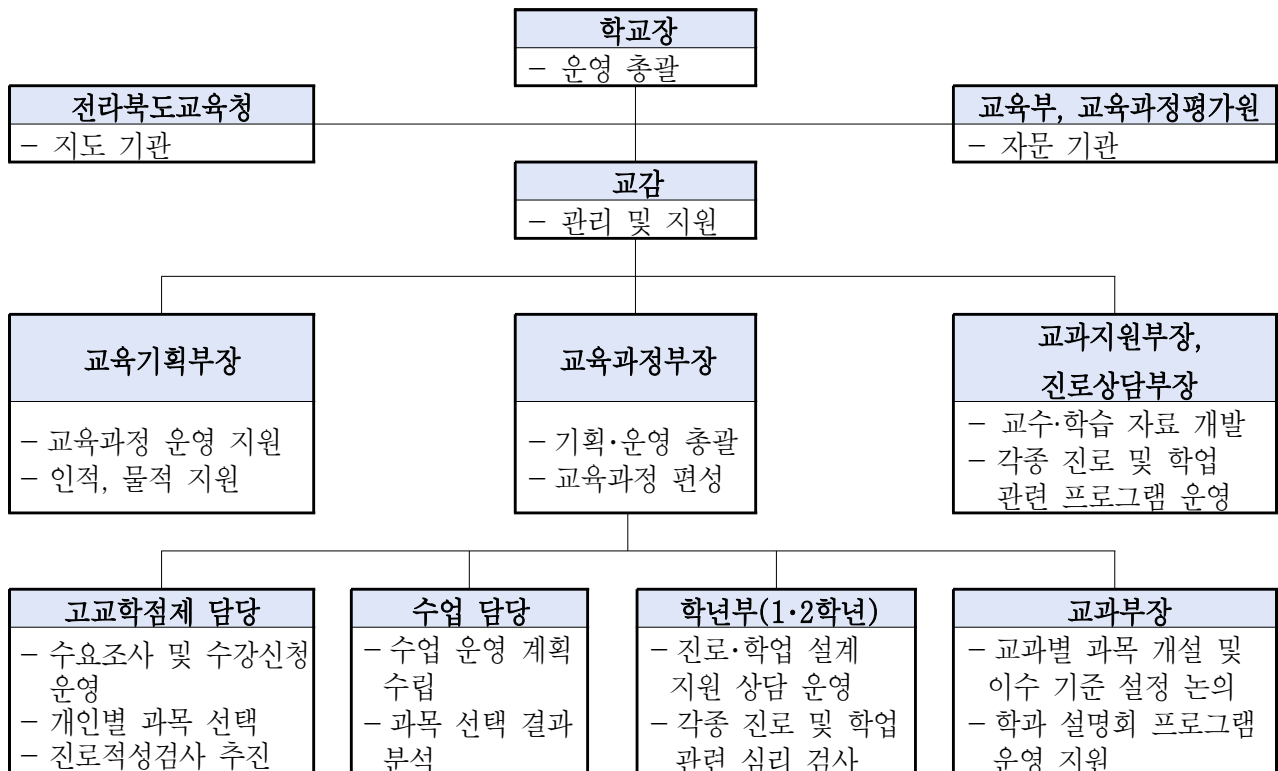 학교장
– 운영 총괄
전라북도교육청
– 지도 기관
교육부, 교육과정평가원
– 자문 기관
교감
– 관리 및 지원
교육기획부장
– 교육과정 운영 지원
– 인적, 물적 지원
교육과정부장
– 기획·운영 총괄
– 교육과정 편성
교과지원부장,
진로상담부장
– 교수·학습 자료 개발
– 각종 진로 및 학업
관련 프로그램 운영
고교학점제 담당
– 수요조사 및 수강신청
운영
– 개인별 과목 선택
– 진로적성검사 추진
수업 담당
– 수업 운영 계획
수립
– 과목 선택 결과
분석
학년부(1·2학년)
– 진로·학업 설계
지원 상담 운영
– 각종 진로 및 학업
관련 심리 검사
교과부장
– 교과별 과목 개설 및
이수 기준 설정 논의
– 학과 설명회 프로그램
운영 지원